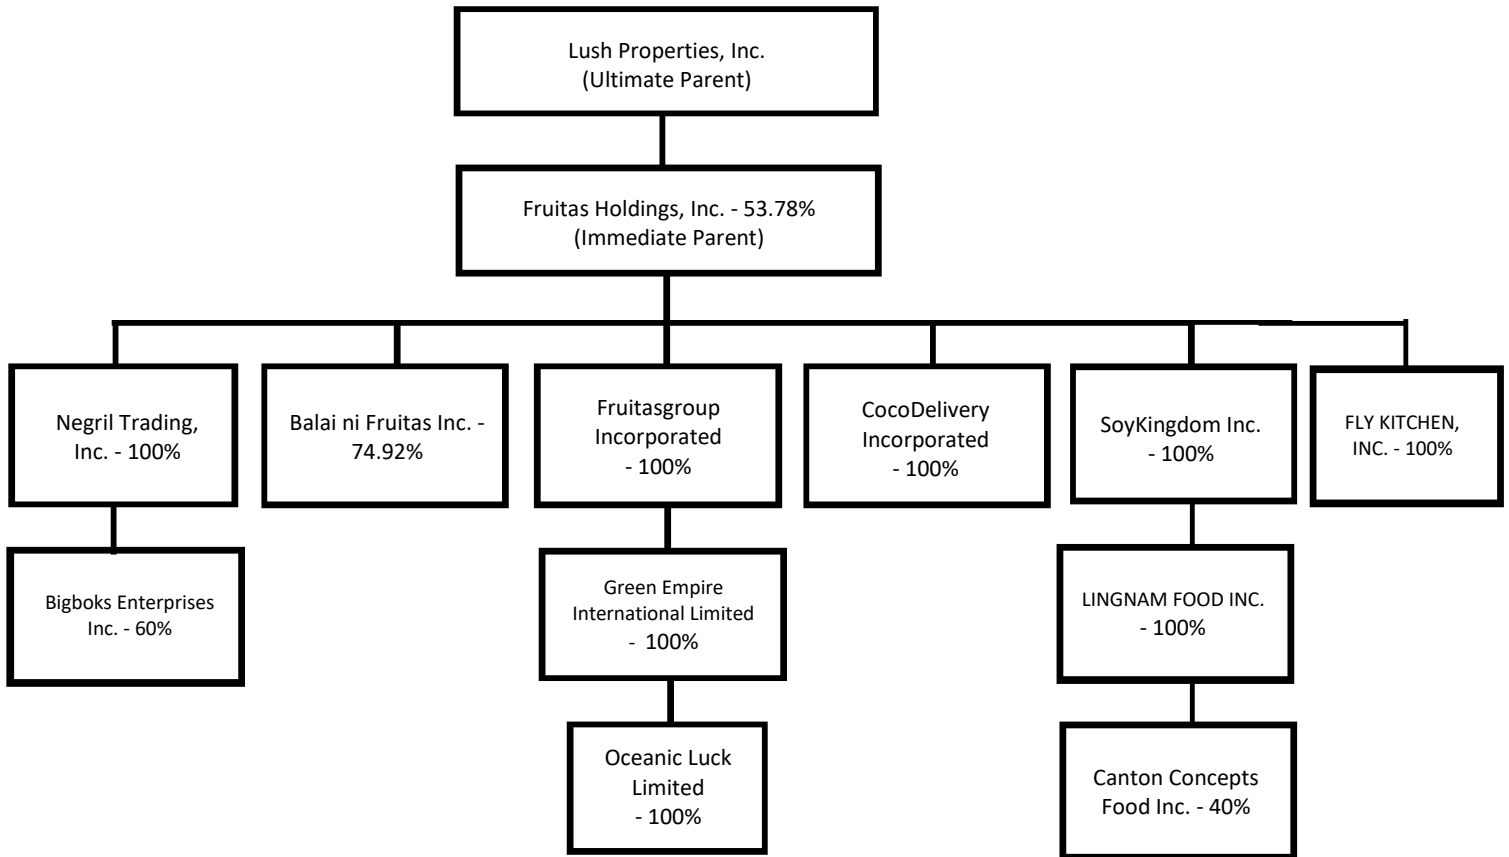 Lush Properties, Inc.
(Ultimate Parent)
Fruitas Holdings, Inc. - 53.78%
(Immediate Parent)
Negril Trading,
Inc. - 100%
Balai ni Fruitas Inc. -
74.92%
Fruitasgroup
Incorporated
- 100%
CocoDelivery
Incorporated
- 100%
SoyKingdom Inc.
- 100%
FLY KITCHEN,
INC. - 100%
Bigboks Enterprises
Inc. - 60%
Green Empire
International Limited
- 100%
LINGNAM FOOD INC.
- 100%
Oceanic Luck
Limited
- 100%
Canton Concepts
Food Inc. - 40%